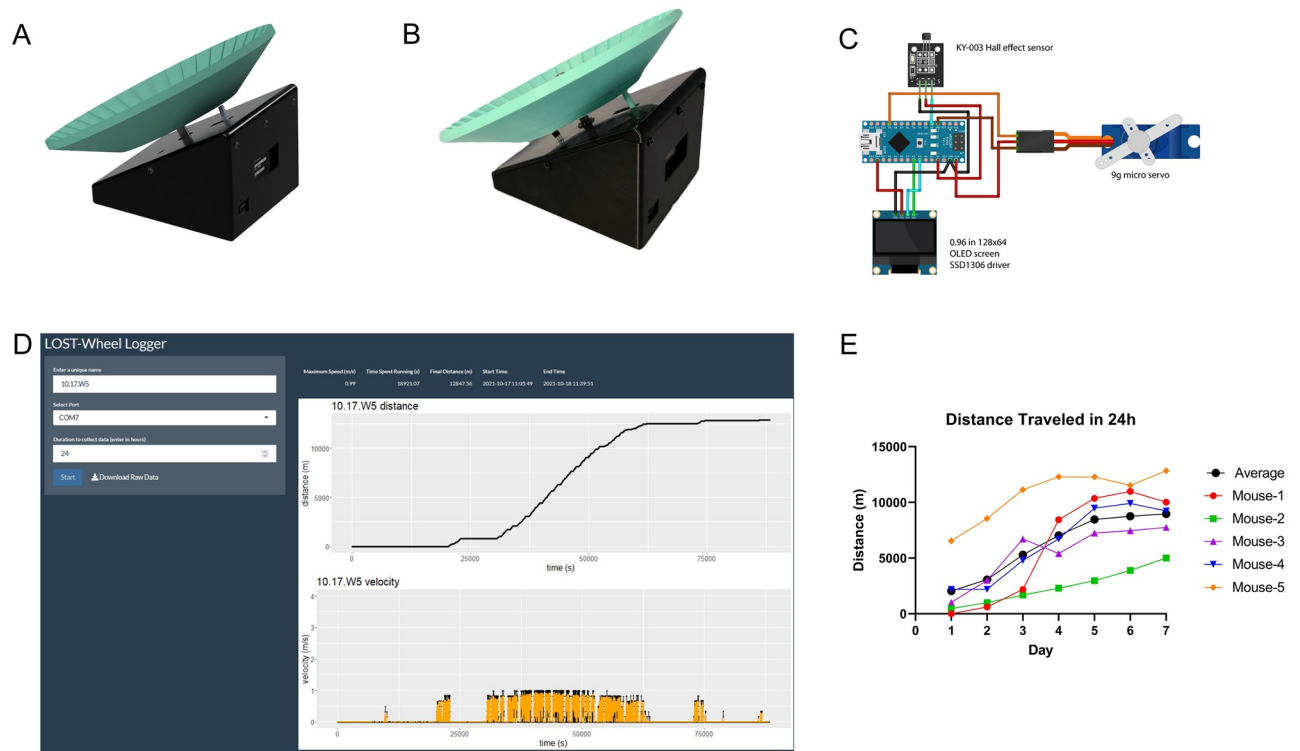 A
B
C
KY-003 Hall effect sensor
9g micro servo
0.96 in 128x64
OLED screen
SSD1306 driver
D
LOST-Wheel Logger
Enter a unique name
10.17.W5
Select Port
COM7
Duration to collect data (enter in hours)
24
Start
Download Raw Data
Maximum Speed (m/s) Time Spent Running (s) Final Distance (m) Start Time End Time
0.99 18921.07 12847.56 2021-10-17 11:05:49 2021-10-18 11:29:51
10.17.W5 distance
distance (m)
10000
5000
0
0 25000 50000 75000
time (s)
10.17.W5 velocity
velocity (m/s)
4
3
2
1
0
0 25000 50000 75000
time (s)
E
Distance Traveled in 24h
Distance (m)
15000
10000
5000
0
0 1 2 3 4 5 6 7
Day
Average
Mouse-1
Mouse-2
Mouse-3
Mouse-4
Mouse-5